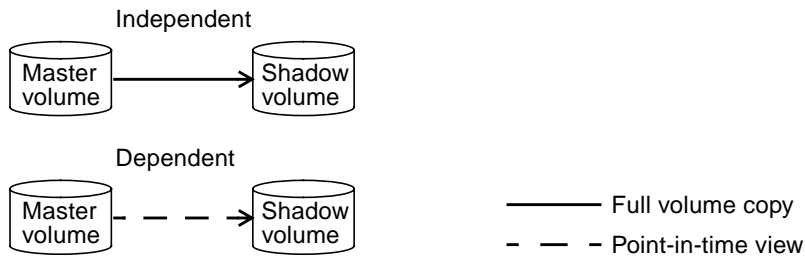 Independent
Master
volume
Shadow
volume
Dependent
Master
volume
Shadow
volume
Full volume copy
Point-in-time view